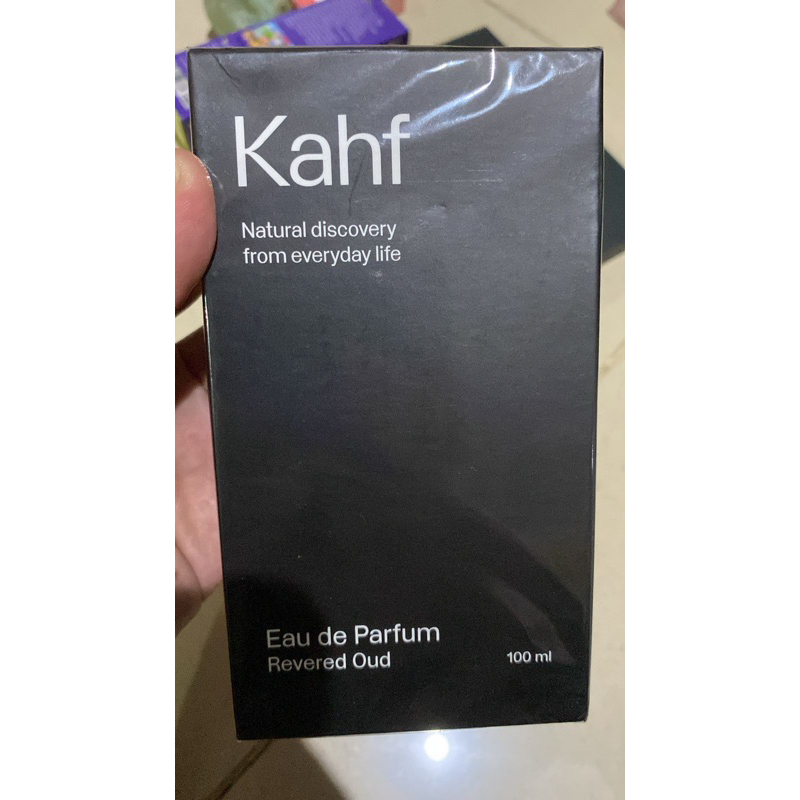 Kahf
Natural discovery
from everyday life
Eau de Parfum
Revered Oud
100 ml